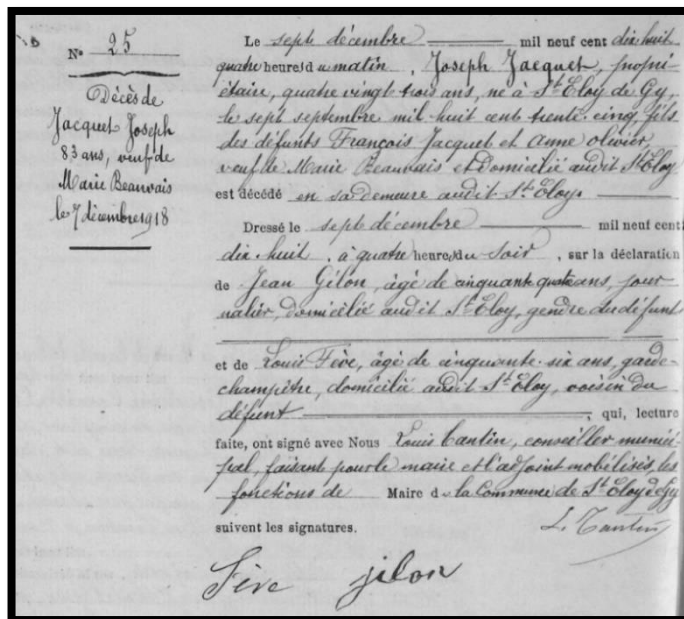 N° 25
Décès de
Jacquet Joseph
83 ans, veuf de
Marie Beauvais
le 7 décembre 1918
Le sept décembre mil neuf cent dix huit
quatre heure du matin, Joseph Jacquet, propri-
étaire, quatre vingt trois ans, né à St Eloy de Gy,
le sept septembre mil huit cent trente cinq, fils
des défunts François Jacquet et Anne Olivier
veuf de Marie Beauvais et Domicilié audit St Eloy
est décédé en sa demeure audit St Eloy.
Dressé le sept décembre mil neuf cent
dix huit, à quatre heure du soir, sur la déclaration
de Jean Gilon, âgé de cinquante quatre ans, jour-
nalier, domicilié audit St Eloy, gendre du défunt
et de Louis Fève, âgé de cinquante six ans, garde-
champêtre, domicilié audit St Eloy, voisin du
défunt, qui, lecture
faite, ont signé avec Nous Louis Cantin, conseiller munici-
pal, faisant pour le maire et l'adjoint mobilisés, les
fonctions de Maire de la Commune de St Eloy de Gy
suivent les signatures. L. Cantin
Fève Jilon